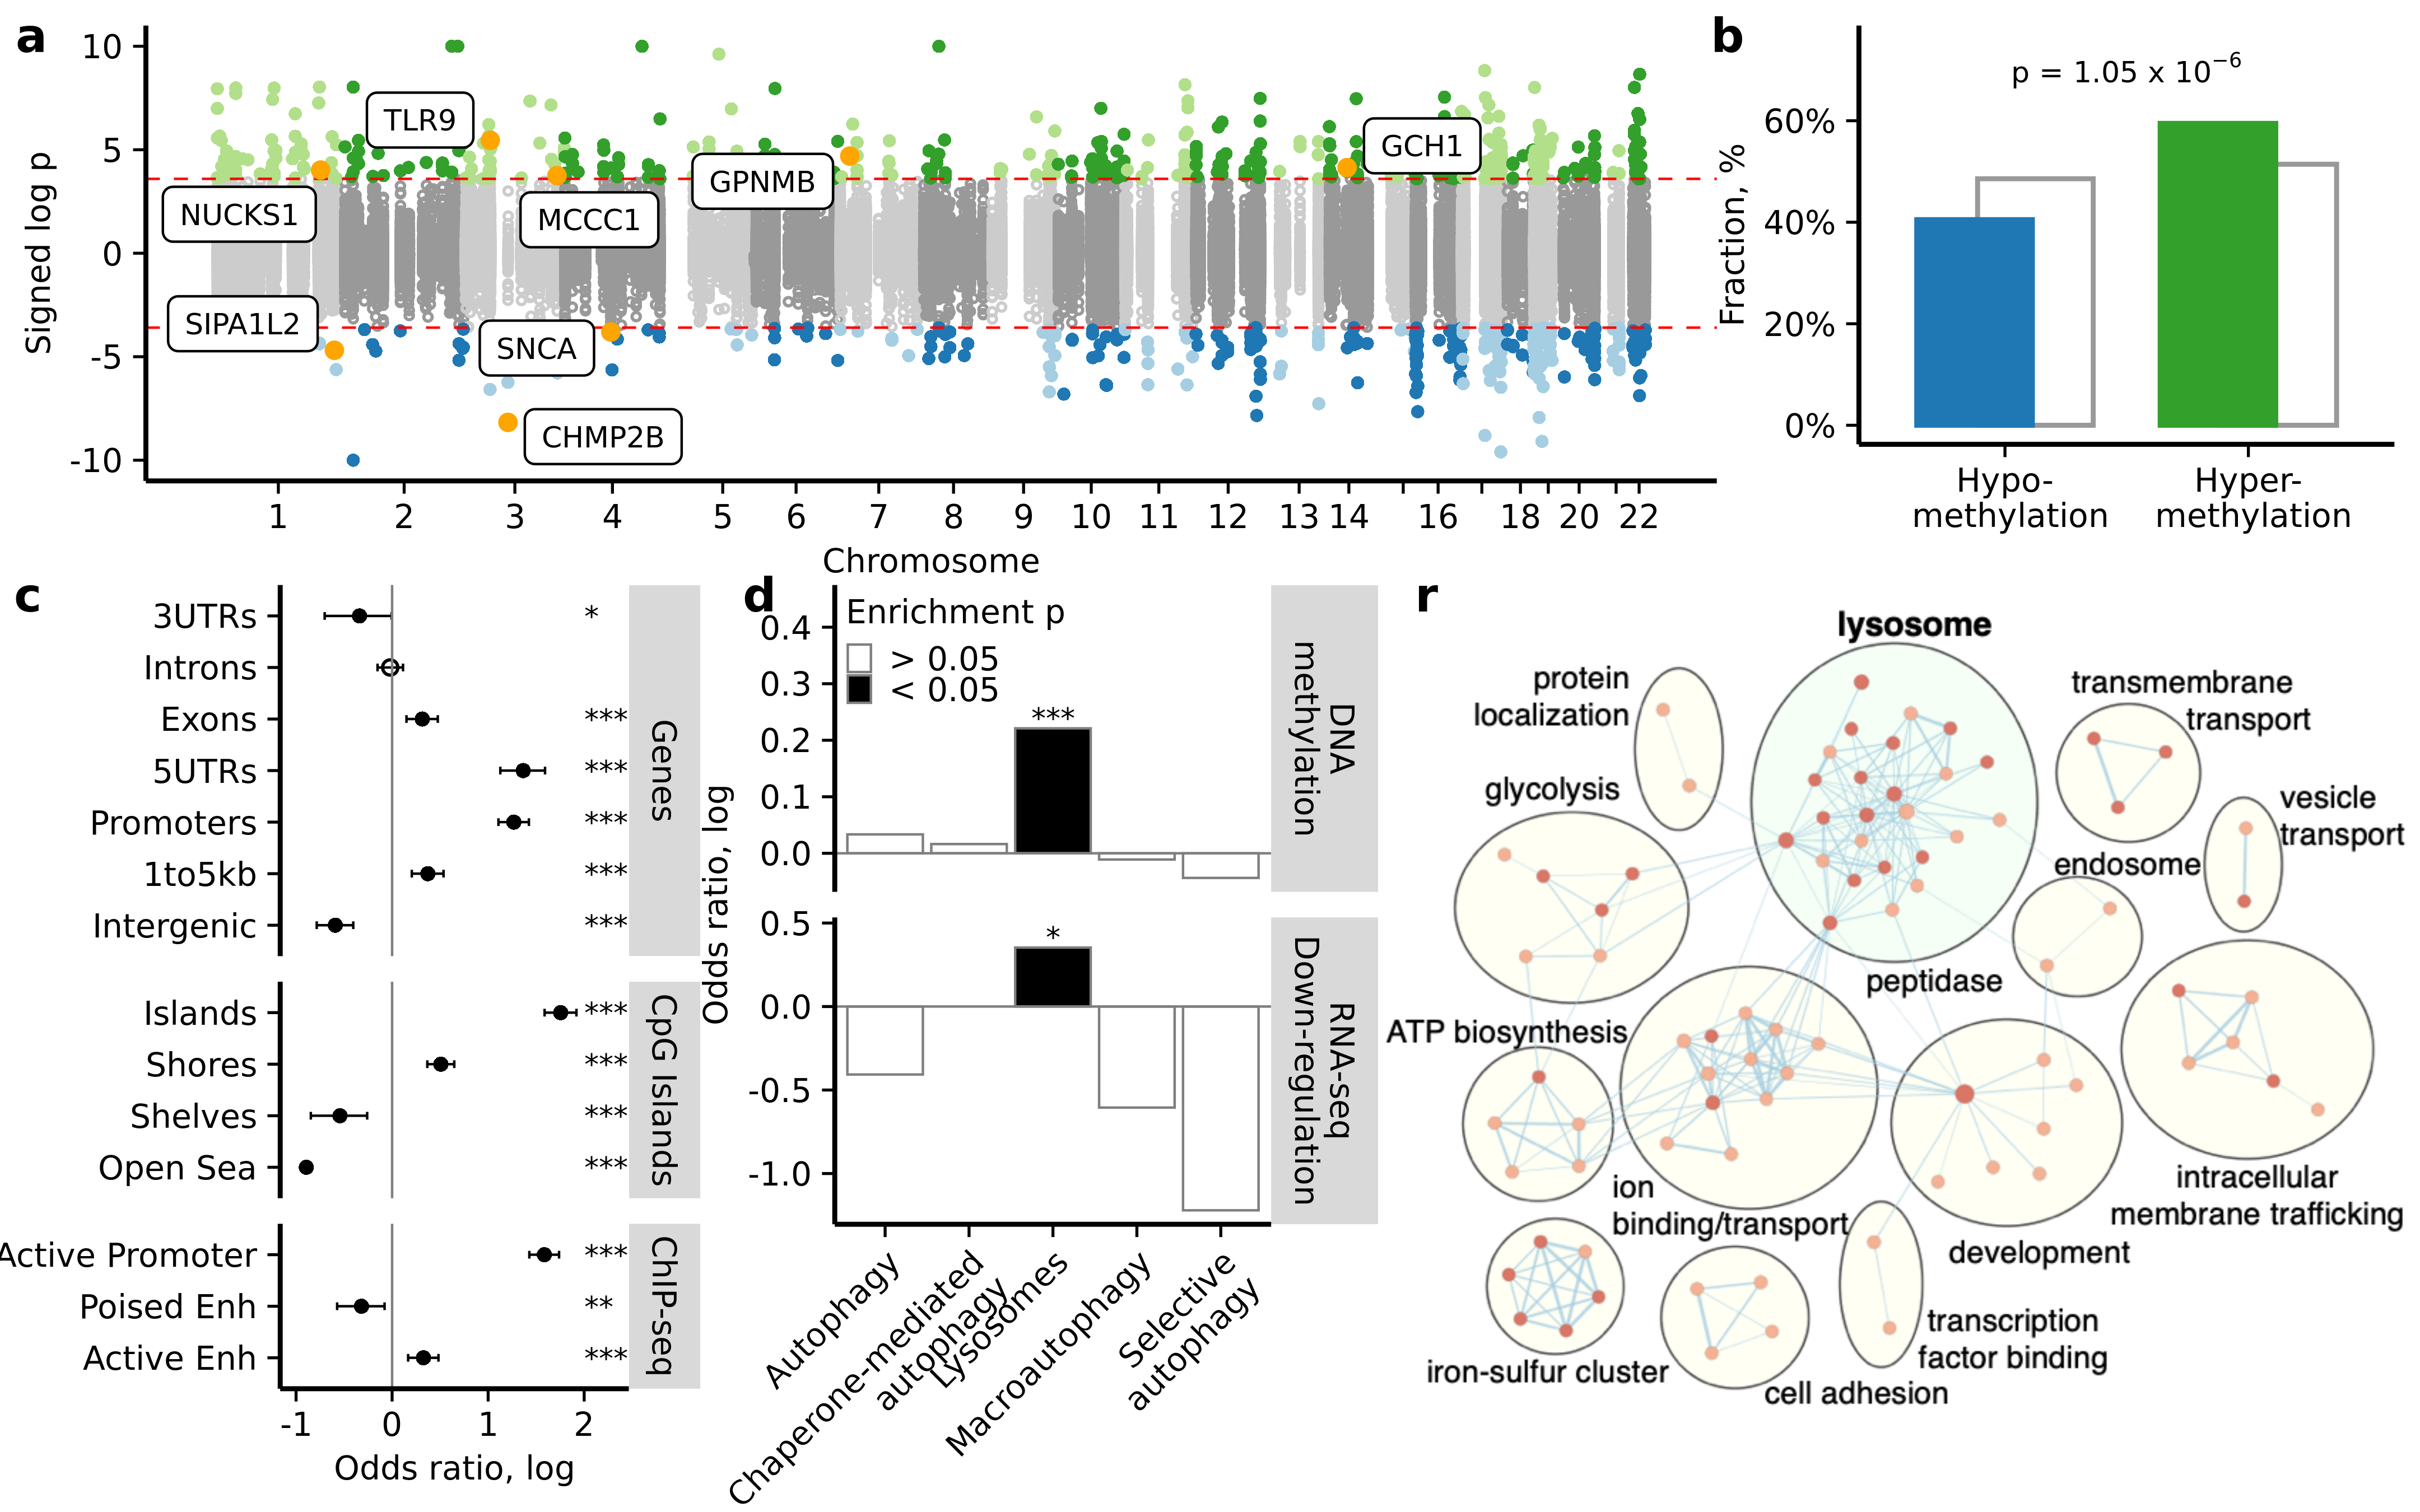 a
Signed log p
10
5
0
-5
-10
TLR9
NUCKS1
MCCC1
GPNMB
GCH1
SIPA1L2
SNCA
CHMP2B
1 2 3 4 5 6 7 8 9 10 11 12 13 14 16 18 20 22
Chromosome
b
Fraction, %
p = 1.05 x 10⁻⁶
60%
40%
20%
0%
Hypo-
methylation
Hyper-
methylation
c
3UTRs *
Introns
Exons ***
5UTRs ***
Promoters ***
1to5kb ***
Intergenic ***
Genes
Islands ***
Shores ***
Shelves ***
Open Sea ***
CpG Islands
Active Promoter ***
Poised Enh **
Active Enh ***
ChIP-seq
-1 0 1 2
Odds ratio, log
d
Odds ratio, log
Enrichment p
> 0.05
< 0.05
0.4
0.3
0.2
0.1
0.0
***
DNA
methylation
0.5
0.0
-0.5
-1.0
*
RNA-seq
Down-regulation
Autophagy
Chaperone-mediated
autophagy
Lysosomes
Macroautophagy
Selective
autophagy
r
lysosome
protein
localization
transmembrane
transport
glycolysis
vesicle
transport
endosome
peptidase
ATP biosynthesis
ion
binding/transport
intracellular
membrane trafficking
development
transcription
factor binding
iron-sulfur cluster
cell adhesion